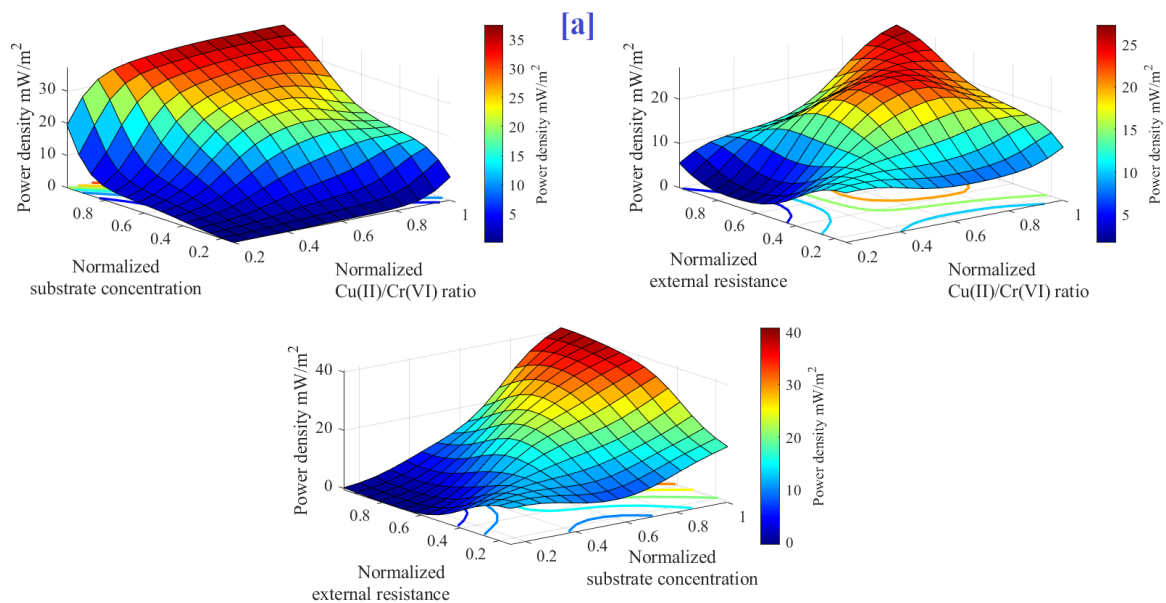 [a]
Power density mW/m²
30
20
10
0
0.8
0.6
0.4
0.2
Normalized
substrate concentration
0.2
0.4
0.6
0.8
1
Normalized
Cu(II)/Cr(VI) ratio
35
30
25
20
15
10
5
Power density mW/m²
Power density mW/m²
20
10
0
0.8
0.6
0.4
0.2
Normalized
external resistance
0.2
0.4
0.6
0.8
1
Normalized
Cu(II)/Cr(VI) ratio
25
20
15
10
5
Power density mW/m²
Power density mW/m²
40
20
0
0.8
0.6
0.4
0.2
Normalized
external resistance
0.2
0.4
0.6
0.8
1
Normalized
substrate concentration
40
30
20
10
0
Power density mW/m²